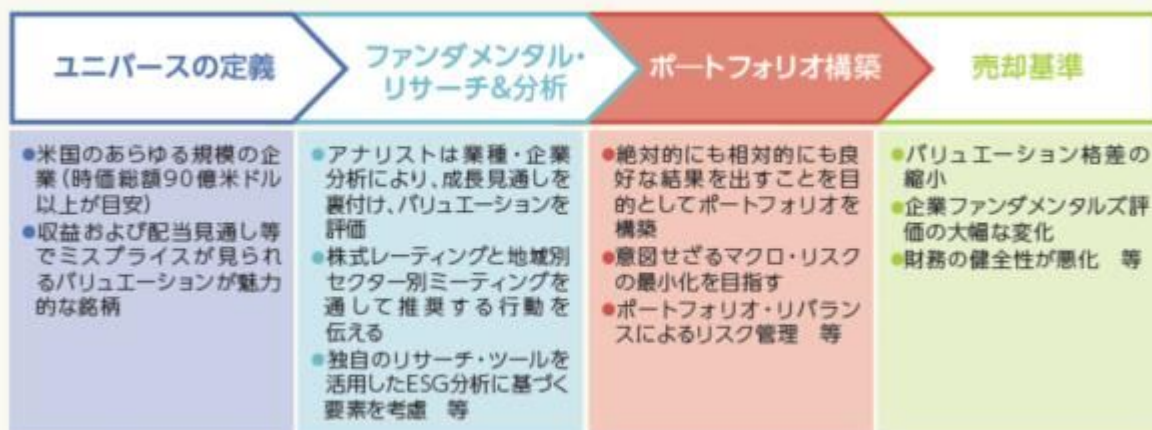 ユニバースの定義
ファンダメンタル・
リサーチ&分析
ポートフォリオ構築
売却基準
●米国のあらゆる規模の企
業(時価総額90億米ドル
以上が目安)
●収益および配当見通し等
でミスプライスが見られ
るバリュエーションが魅力
的な銘柄
●アナリストは業種・企業
分析により、成長見通しを
裏付け、バリュエーションを
評価
●株式レーティングと地域別
セクター別ミーティングを
通して推奨する行動を
伝える
●独自のリサーチ・ツールを
活用したESG分析に基づく
要素を考慮 等
●絶対的にも相対的にも良
好な結果を出すことを目
的としてポートフォリオを
構築
●意図せざるマクロ・リスク
の最小化を目指す
●ポートフォリオ・リバラン
スによるリスク管理 等
●バリュエーション格差の
縮小
●企業ファンダメンタルズ評
価の大幅な変化
●財務の健全性が悪化 等